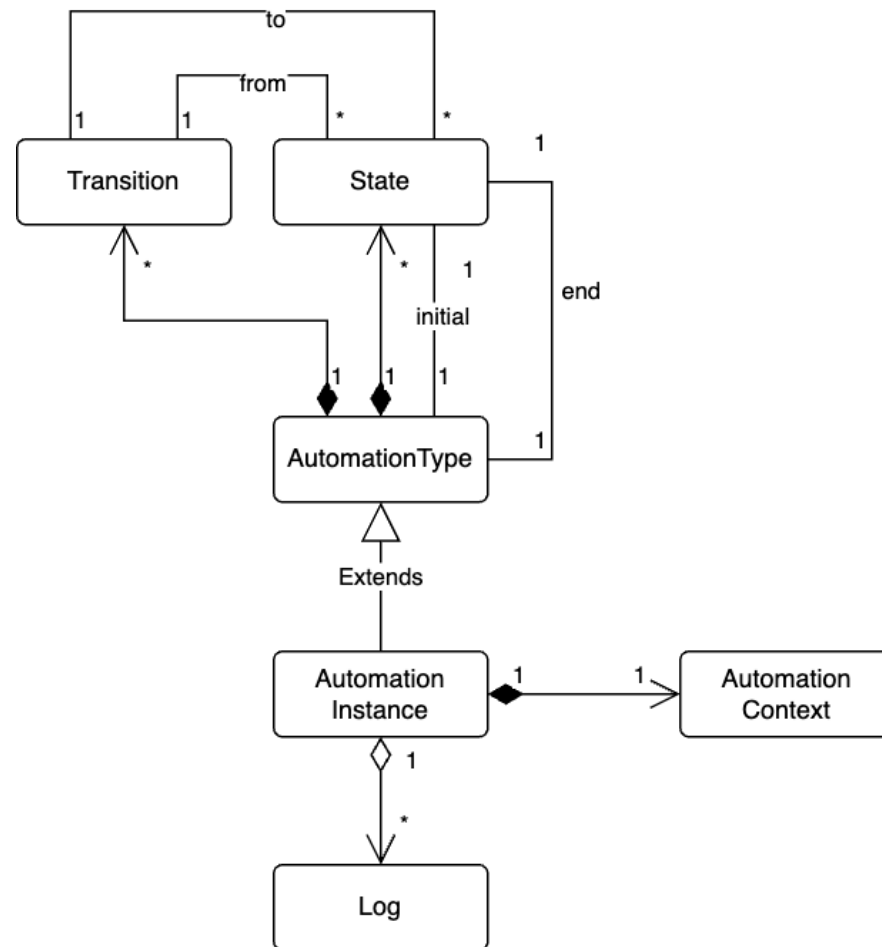 to
from
1
1
*
*
1
Transition
State
*
*
1
initial
end
1
1
1
1
AutomationType
Extends
Automation
Instance
1
1
Automation
Context
1
*
Log